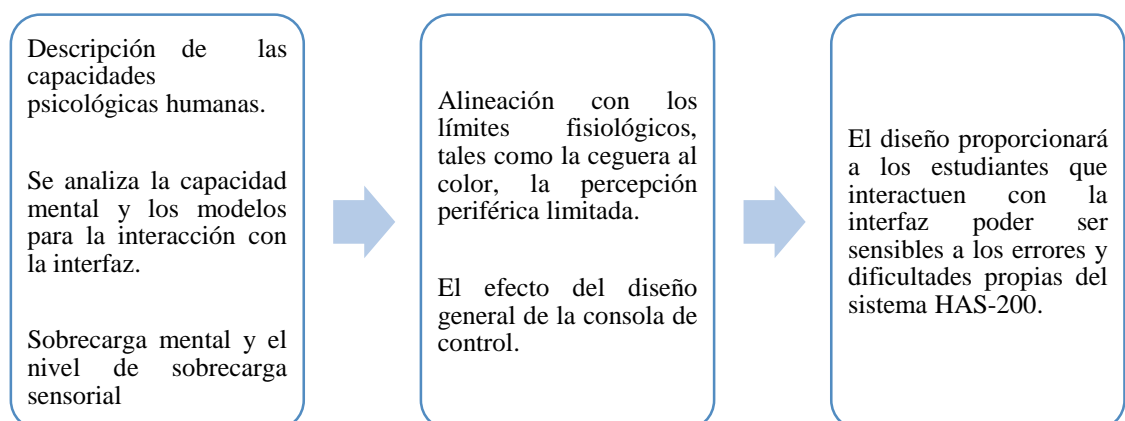 Descripción de las
capacidades
psicológicas humanas.
Se analiza la capacidad
mental y los modelos
para la interacción con
la interfaz.
Sobrecarga mental y el
nivel de sobrecarga
sensorial
Alineación con los
límites fisiológicos,
tales como la ceguera al
color, la percepción
periférica limitada.
El efecto del diseño
general de la consola de
control.
El diseño proporcionará
a los estudiantes que
interactuen con la
interfaz poder ser
sensibles a los errores y
dificultades propias del
sistema HAS-200.